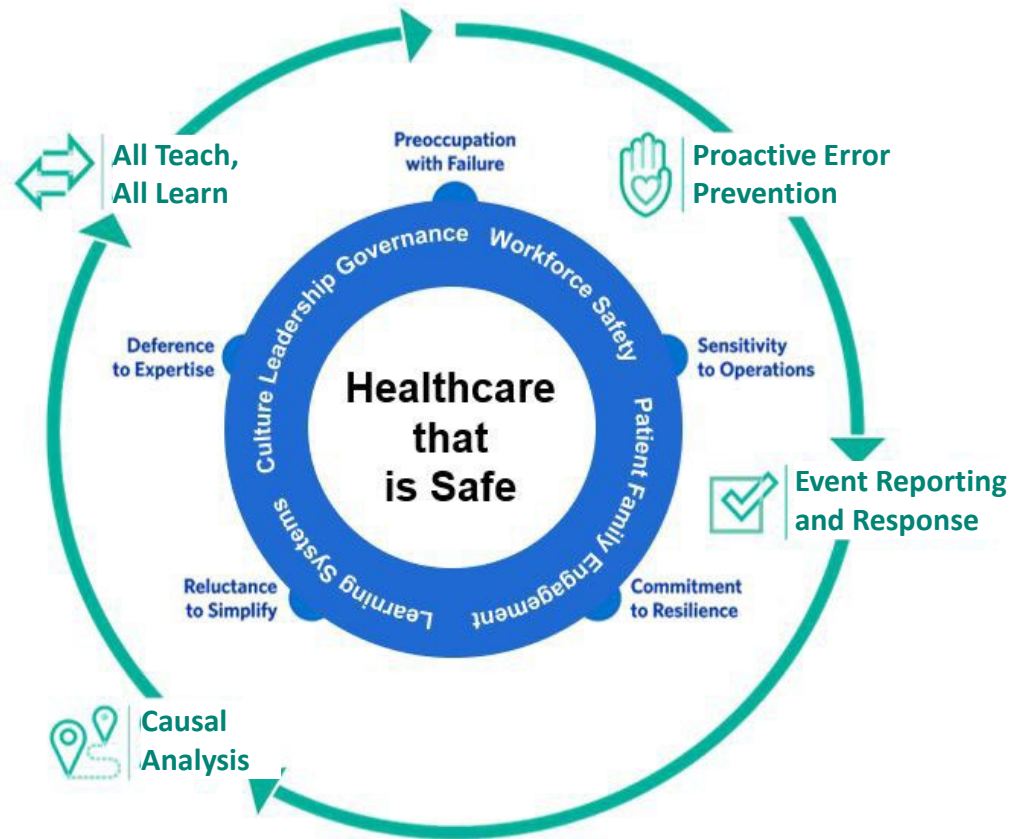 All Teach,
All Learn
Preoccupation
with Failure
Proactive Error
Prevention
Culture Leadership Governance
Workforce Safety
Deference
to Expertise
Sensitivity
to Operations
Healthcare
that
is Safe
Patient Family Engagement
Learning Systems
Event Reporting
and Response
Reluctance
to Simplify
Commitment
to Resilience
Causal
Analysis